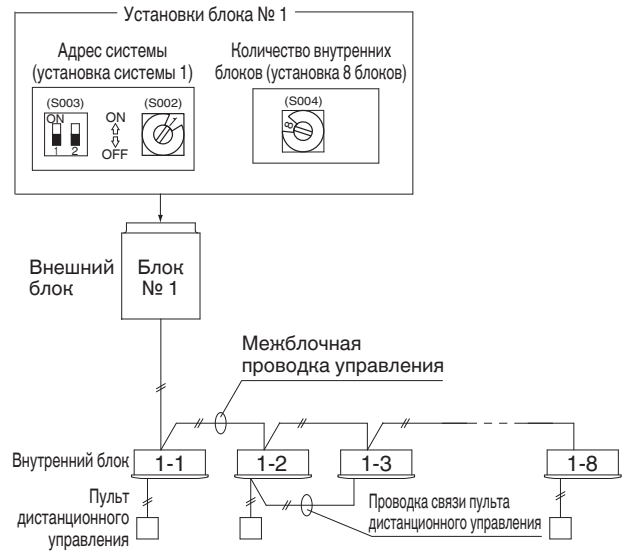 Установки блока № 1
Адрес системы
(установка системы 1)
Количество внутренних
блоков (установка 8 блоков)
(S003)
ON
1 2
ON
OFF
(S002)
1
(S004)
8
Внешний
блок
Блок
№ 1
Межблочная
проводка управления
Внутренний блок
1-1
1-2
1-3
1-8
Пульт
дистанционного
управления
Проводка связи пульта
дистанционного управления